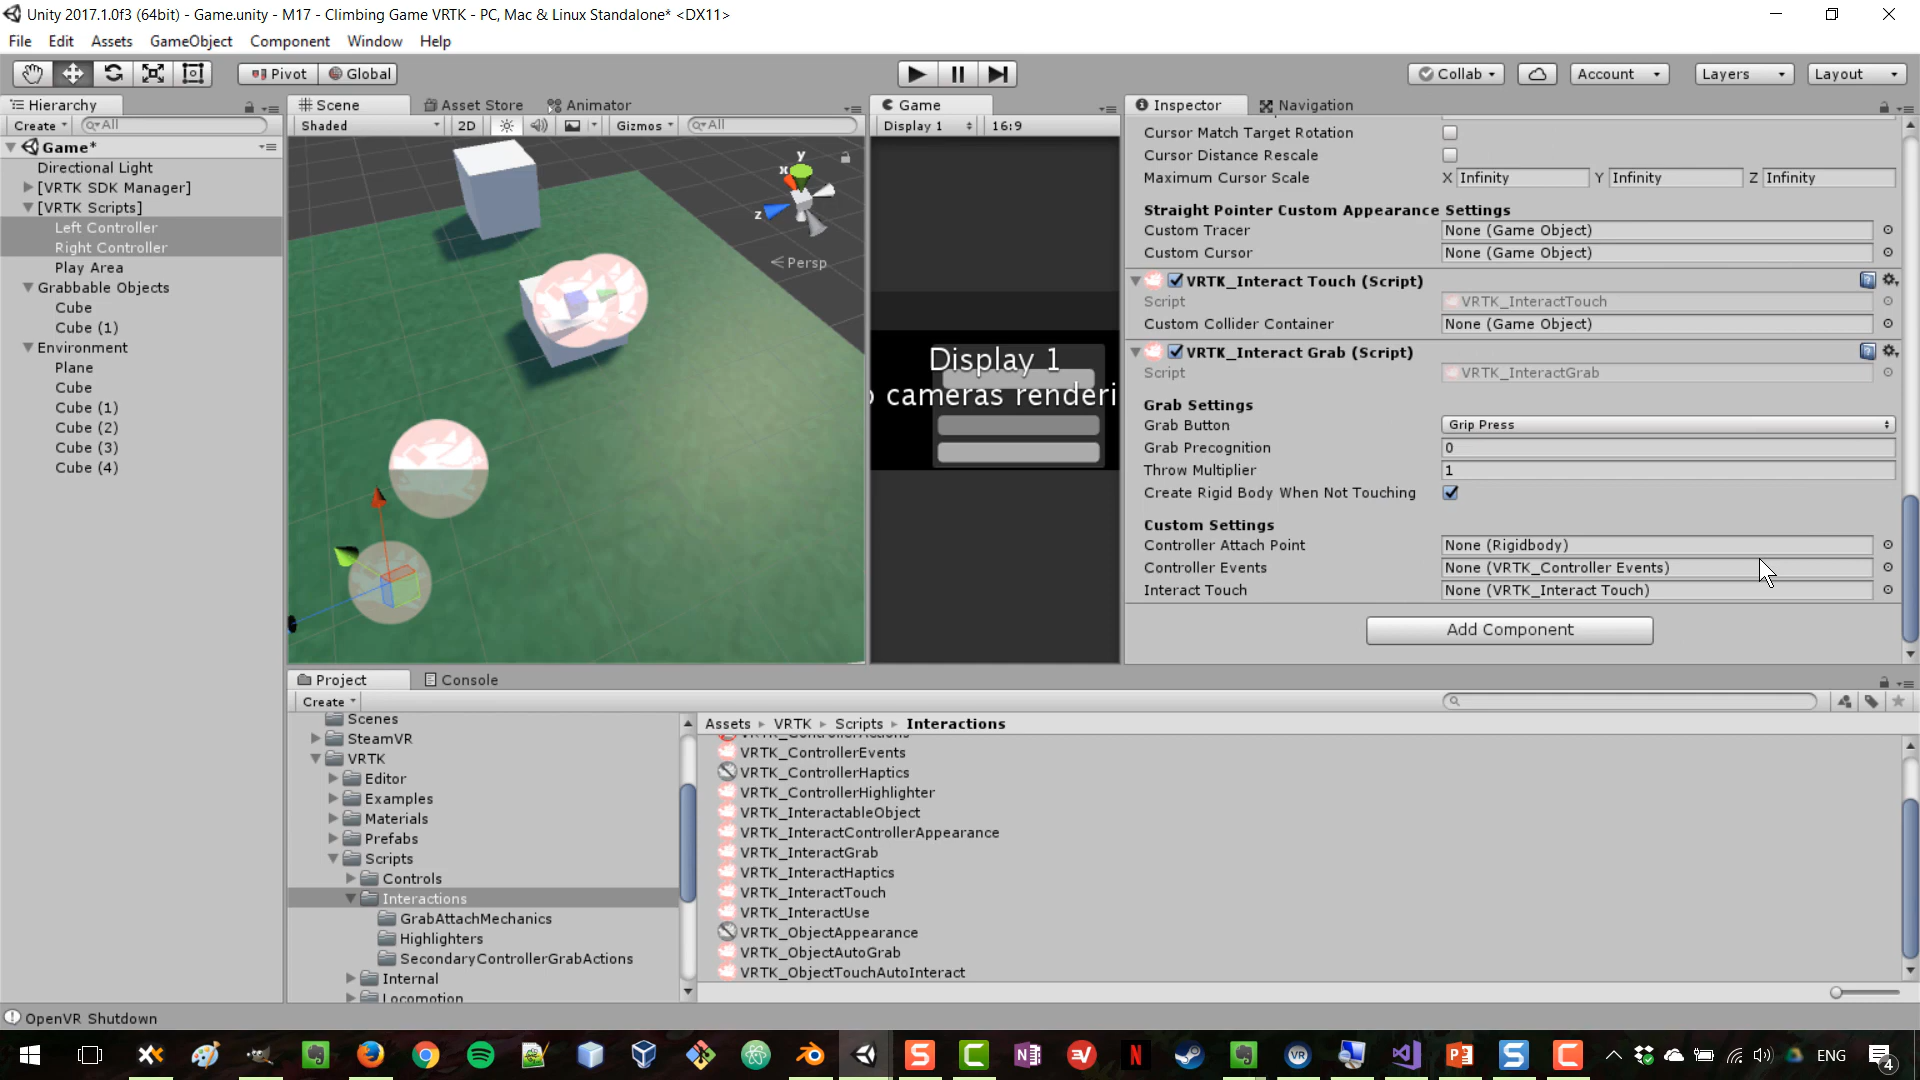 Unity 2017.1.0f3 (64bit) - Game.unity - M17 - Climbing Game VRTK - PC, Mac & Linux Standalone* <DX11>
File Edit Assets GameObject Component Window Help
Pivot Global Collab Account Layers Layout
Hierarchy
Create All
Game*
Directional Light
[VRTK SDK Manager]
[VRTK Scripts]
Left Controller
Right Controller
Play Area
Grabbable Objects
Cube
Cube (1)
Environment
Plane
Cube
Cube (1)
Cube (2)
Cube (3)
Cube (4)
Scene Asset Store Animator
Shaded 2D Gizmos All
y
x
z
Persp
Game
Display 1 16:9
Display 1
cameras renderi
Inspector Navigation
Cursor Match Target Rotation
Cursor Distance Rescale
Maximum Cursor Scale X Infinity Y Infinity Z Infinity
Straight Pointer Custom Appearance Settings
Custom Tracer None (Game Object)
Custom Cursor None (Game Object)
VRTK_Interact Touch (Script)
Script VRTK_InteractTouch
Custom Collider Container None (Game Object)
VRTK_Interact Grab (Script)
Script VRTK_InteractGrab
Grab Settings
Grab Button Grip Press
Grab Precognition 0
Throw Multiplier 1
Create Rigid Body When Not Touching
Custom Settings
Controller Attach Point None (Rigidbody)
Controller Events None (VRTK_Controller Events)
Interact Touch None (VRTK_Interact Touch)
Add Component
Project Console
Create
Scenes
SteamVR
VRTK
Editor
Examples
Materials
Prefabs
Scripts
Controls
Interactions
GrabAttachMechanics
Highlighters
SecondaryControllerGrabActions
Internal
Locomotion
Assets VRTK Scripts Interactions
VRTK_ControllerActions
VRTK_ControllerEvents
VRTK_ControllerHaptics
VRTK_ControllerHighlighter
VRTK_InteractableObject
VRTK_InteractControllerAppearance
VRTK_InteractGrab
VRTK_InteractHaptics
VRTK_InteractTouch
VRTK_InteractUse
VRTK_ObjectAppearance
VRTK_ObjectAutoGrab
VRTK_ObjectTouchAutoInteract
OpenVR Shutdown
ENG
4